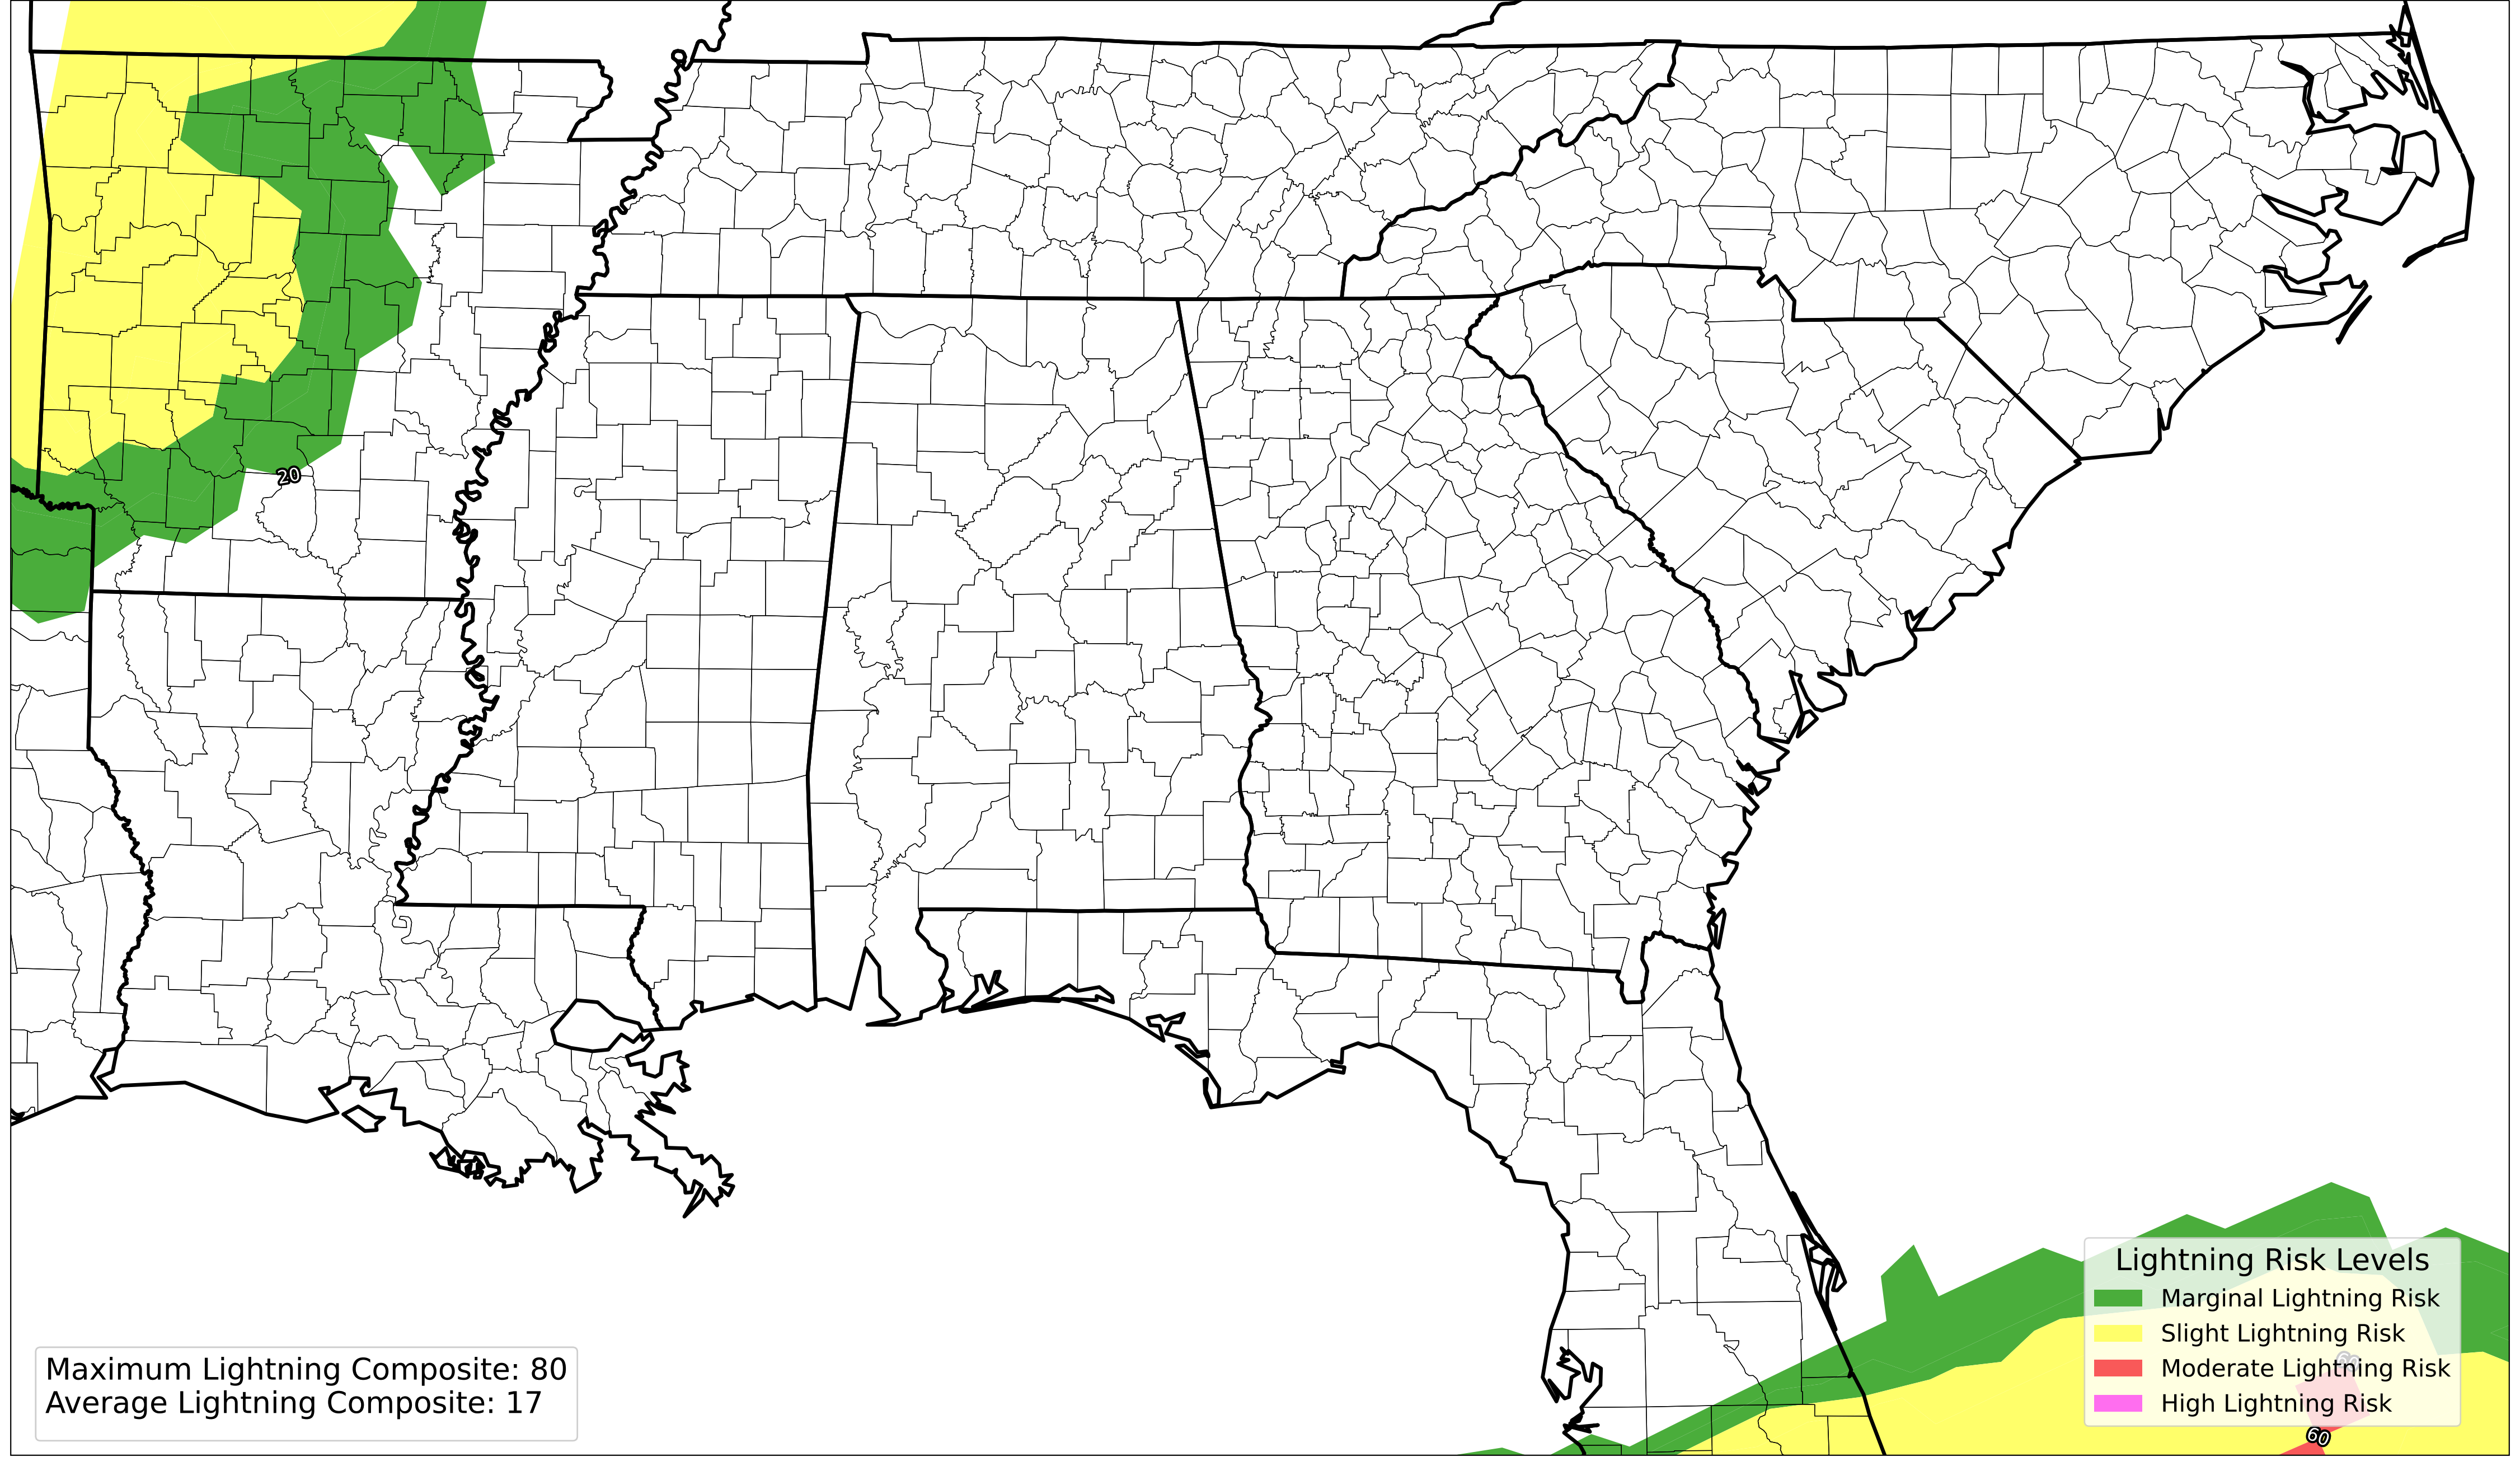 20
Lightning Risk Levels
Marginal Lightning Risk
Slight Lightning Risk
Moderate Lightning Risk
High Lightning Risk
60
Maximum Lightning Composite: 80
Average Lightning Composite: 17